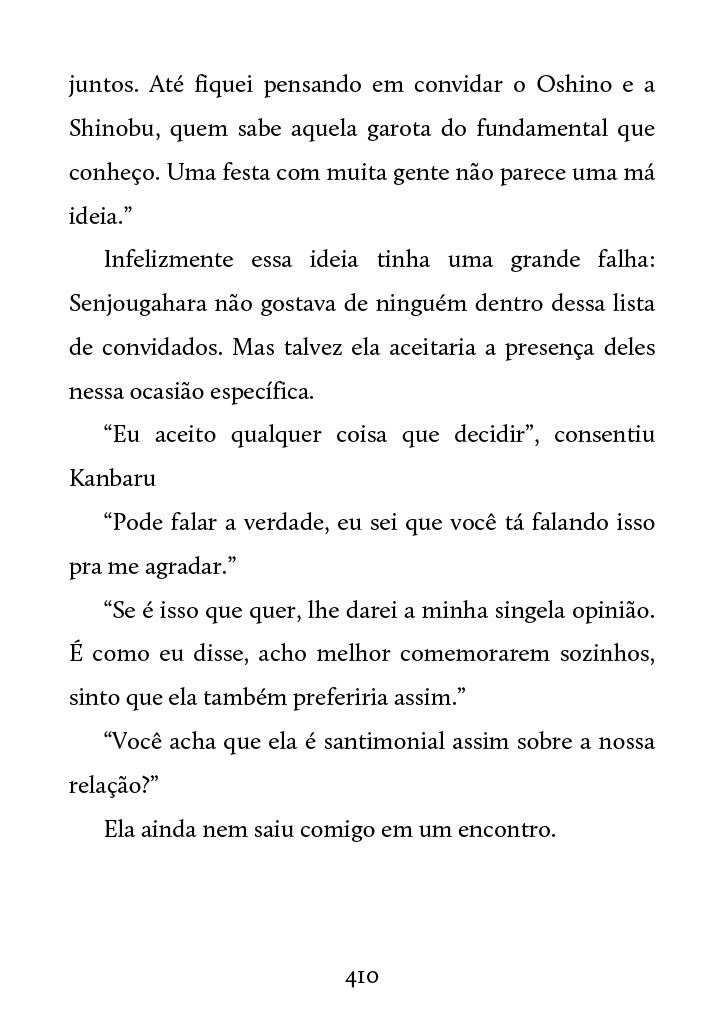 juntos. Até fiquei pensando em convidar o Oshino e a
Shinobu, quem sabe aquela garota do fundamental que
conheço. Uma festa com muita gente não parece uma má
ideia.”
Infelizmente essa ideia tinha uma grande falha:
Senjougahara não gostava de ninguém dentro dessa lista
de convidados. Mas talvez ela aceitaria a presença deles
nessa ocasião específica.
“Eu aceito qualquer coisa que decidir”, consentiu
Kanbaru
“Pode falar a verdade, eu sei que você tá falando isso
pra me agradar.”
“Se é isso que quer, lhe darei a minha singela opinião.
É como eu disse, acho melhor comemorarem sozinhos,
sinto que ela também preferiria assim.”
“Você acha que ela é santimonial assim sobre a nossa
relação?”
Ela ainda nem saiu comigo em um encontro.
410